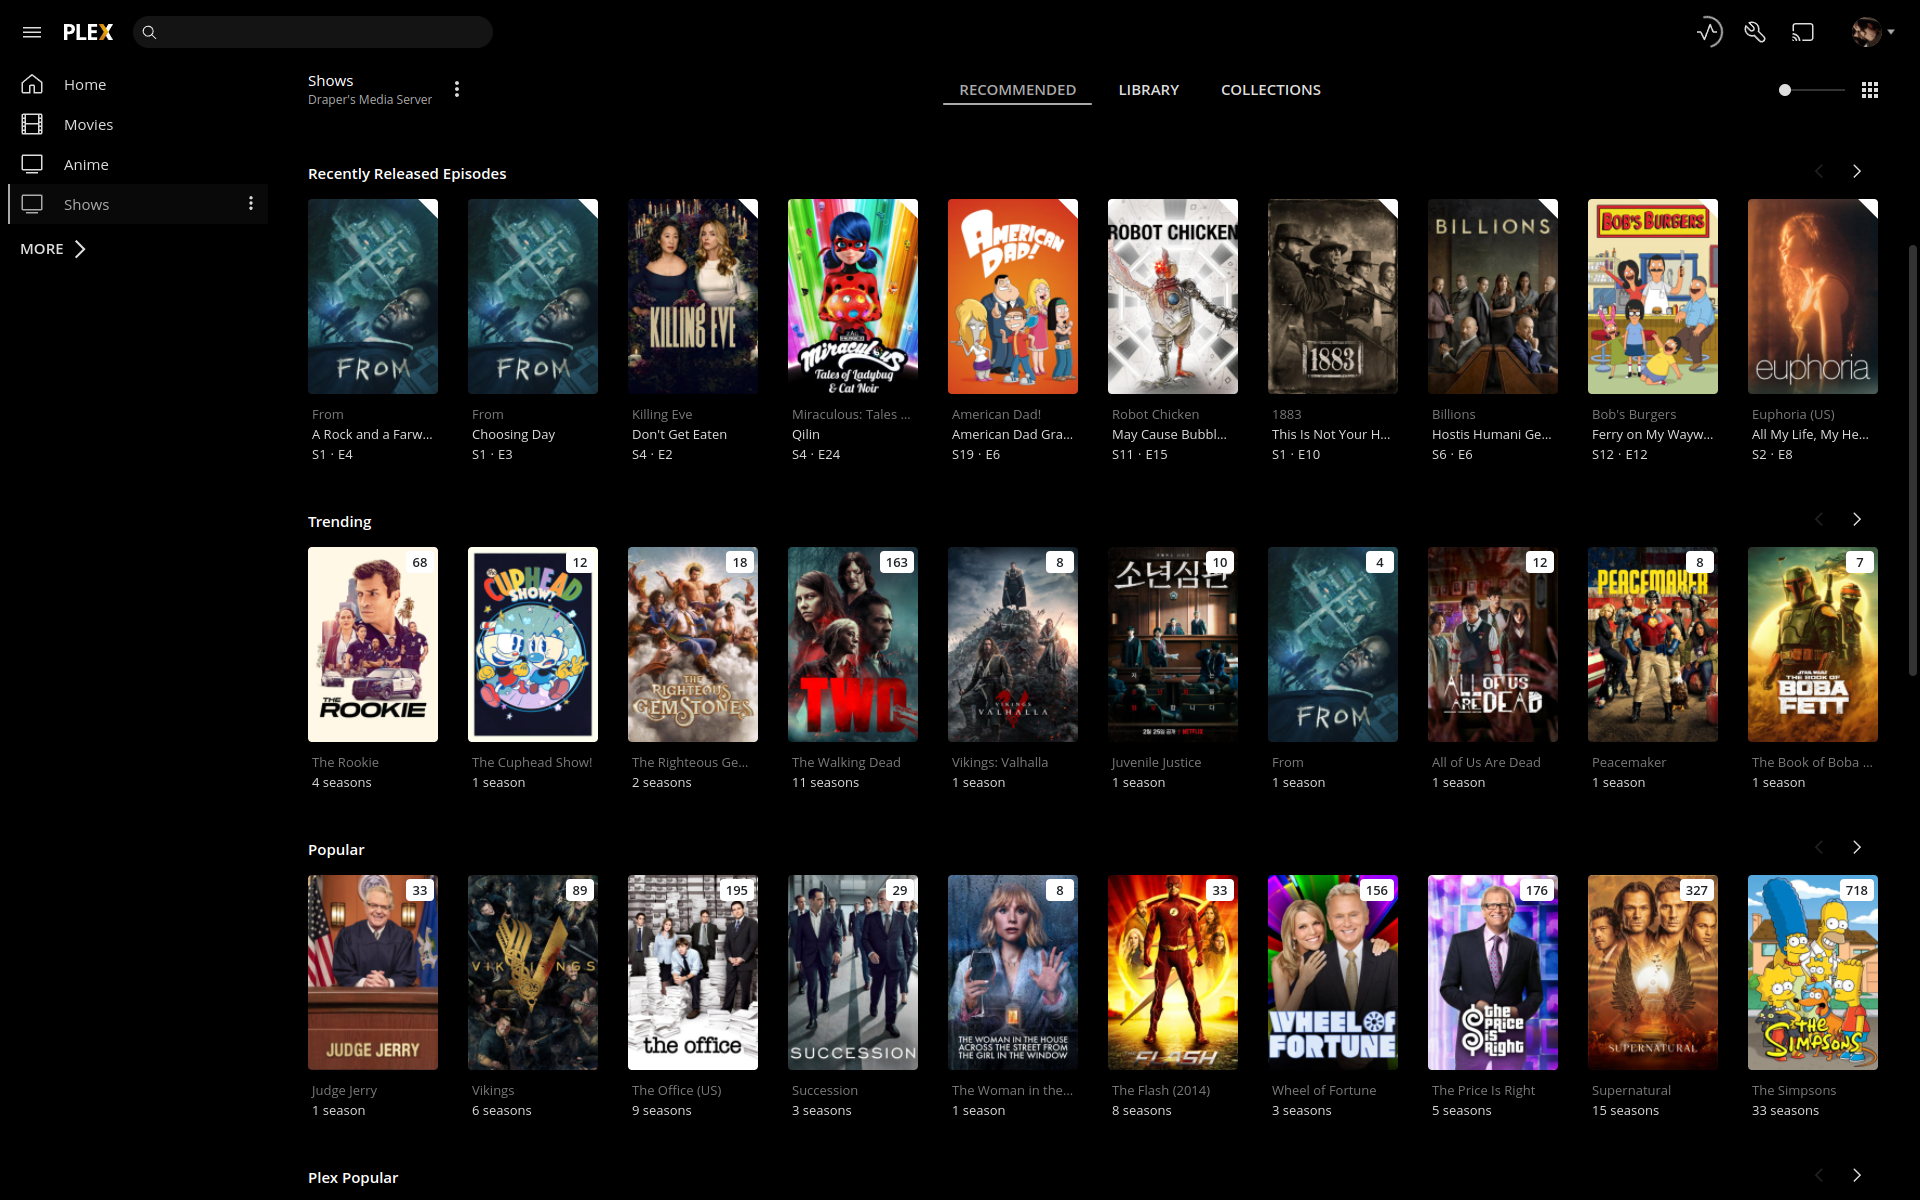 PLEX
Home
Movies
Anime
Shows
MORE
Shows
Draper's Media Server
RECOMMENDED
LIBRARY
COLLECTIONS
Recently Released Episodes
FROM
FROM
KILLING EVE
Miraculous
Tales of Ladybug
& Cat Noir
AMERICAN
DAD!
ROBOT CHICKEN
1883
BILLIONS
BOB'S BURGERS
euphoria
From
A Rock and a Farw...
S1 · E4
From
Choosing Day
S1 · E3
Killing Eve
Don't Get Eaten
S4 · E2
Miraculous: Tales ...
Qilin
S4 · E24
American Dad!
American Dad Gra...
S19 · E6
Robot Chicken
May Cause Bubbl...
S11 · E15
1883
This Is Not Your H...
S1 · E10
Billions
Hostis Humani Ge...
S6 · E6
Bob's Burgers
Ferry on My Wayw...
S12 · E12
Euphoria (US)
All My Life, My He...
S2 · E8
Trending
68
THE
ROOKIE
12
THE
CUPHEAD
SHOW!
18
THE
RIGHTEOUS
GEMSTONES
163
TWD
8
VIKINGS
VALHALLA
10
소년심판
2월 25일 공개 | NETFLIX
4
FROM
12
ALL OF US
ARE DEAD
8
PEACEMAKER
7
STAR WARS
THE BOOK OF
BOBA
FETT
The Rookie
4 seasons
The Cuphead Show!
1 season
The Righteous Ge...
2 seasons
The Walking Dead
11 seasons
Vikings: Valhalla
1 season
Juvenile Justice
1 season
From
1 season
All of Us Are Dead
1 season
Peacemaker
1 season
The Book of Boba ...
1 season
Popular
33
JUDGE JERRY
89
VIKINGS
195
the office
29
SUCCESSION
8
THE WOMAN IN THE HOUSE
ACROSS THE STREET FROM
THE GIRL IN THE WINDOW
33
THE
FLASH
156
WHEEL OF
FORTUNE
176
the
PRice
is
Right
327
SUPERNATURAL
718
THE
SIMPSONS
Judge Jerry
1 season
Vikings
6 seasons
The Office (US)
9 seasons
Succession
3 seasons
The Woman in the...
1 season
The Flash (2014)
8 seasons
Wheel of Fortune
3 seasons
The Price Is Right
5 seasons
Supernatural
15 seasons
The Simpsons
33 seasons
Plex Popular